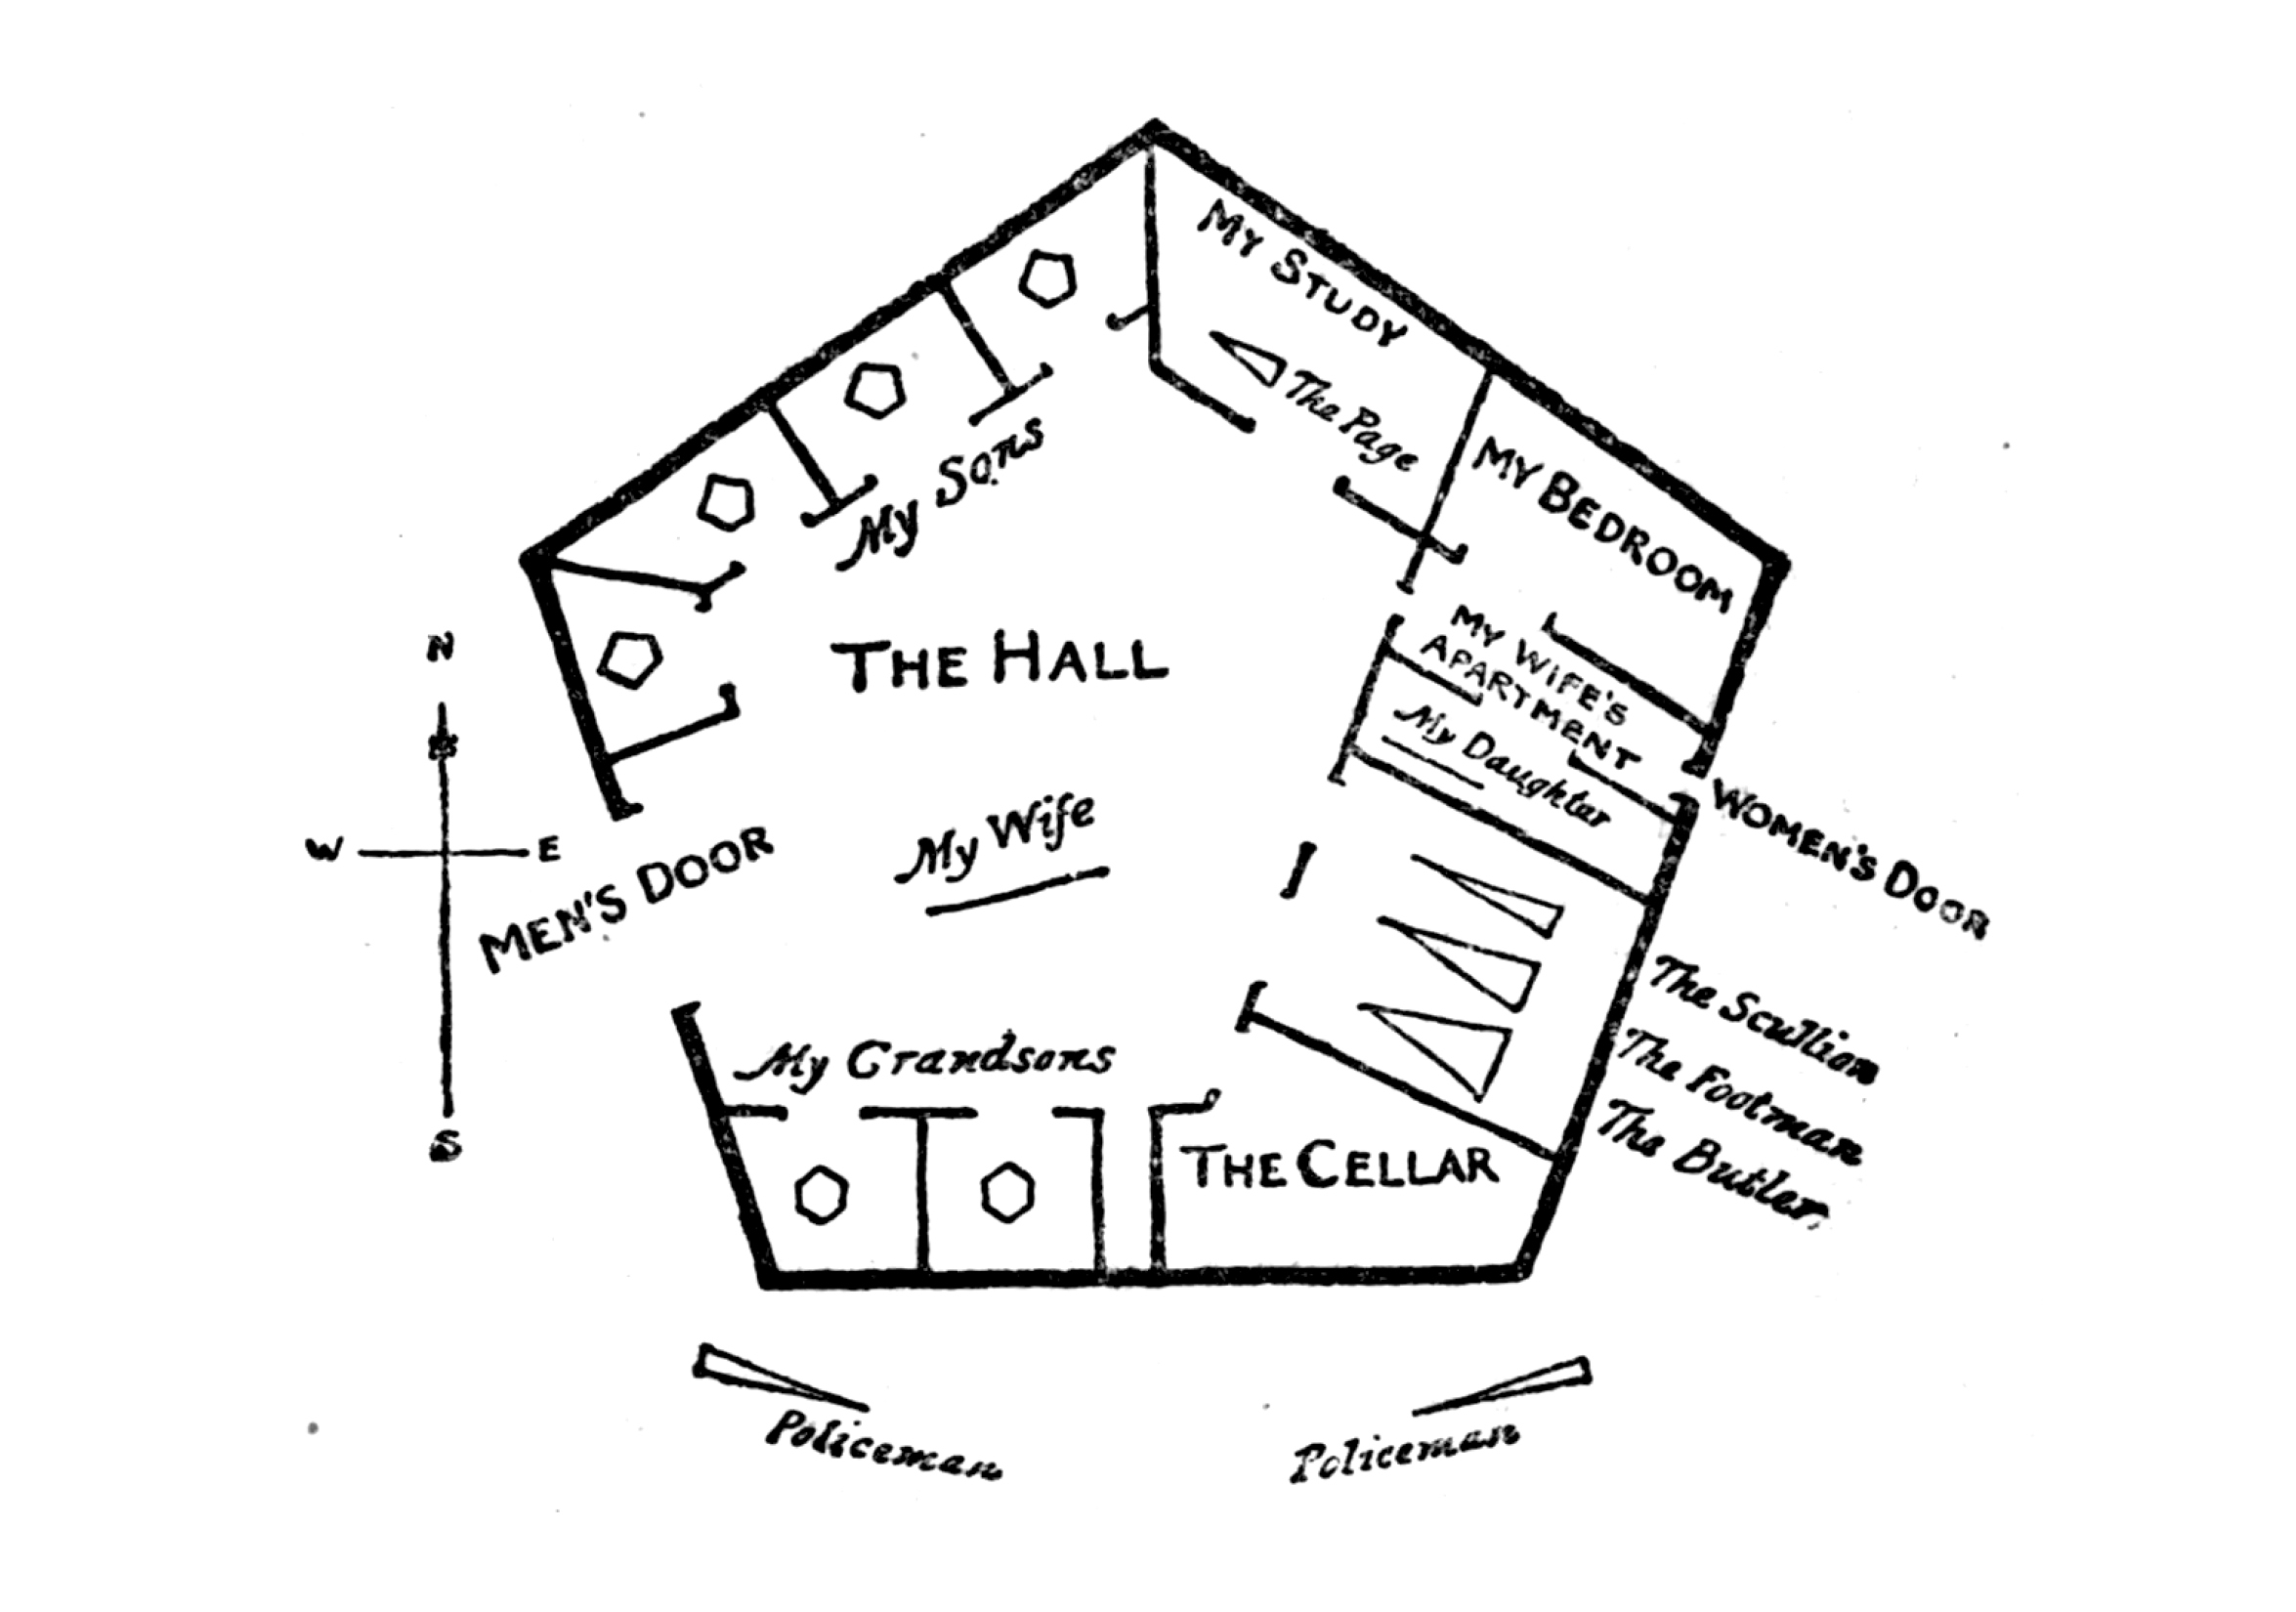 MY STUDY
The Page
MY BEDROOM
My Sons
N
THE HALL
MY WIFE'S
APARTMENT
My Daughter
W E
WOMEN'S DOOR
MEN'S DOOR
My Wife
The Scullion
The Footman
The Butler
My Grandsons
S
THE CELLAR
Policeman
Policeman